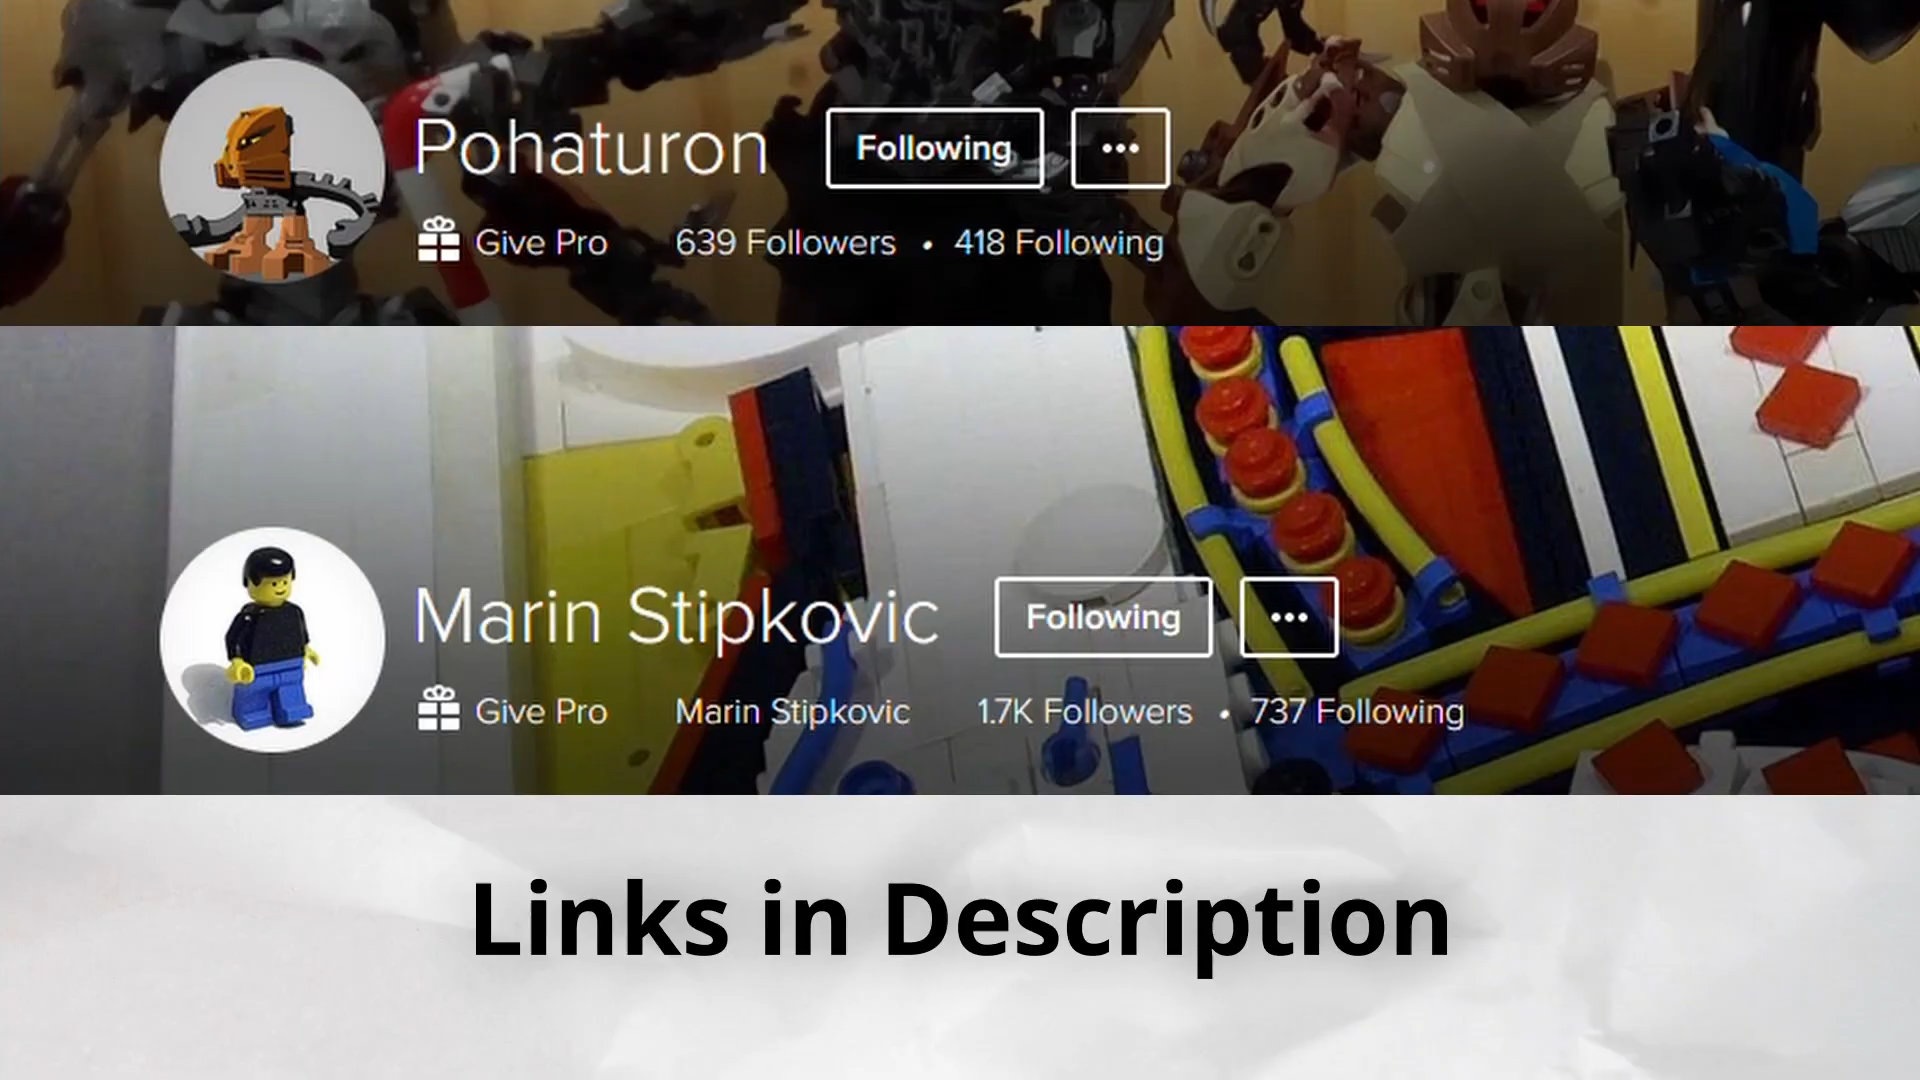 Pohaturon Following •••
Give Pro 639 Followers • 418 Following
Marin Stipkovic Following •••
Give Pro Marin Stipkovic 1.7K Followers • 737 Following
Links in Description